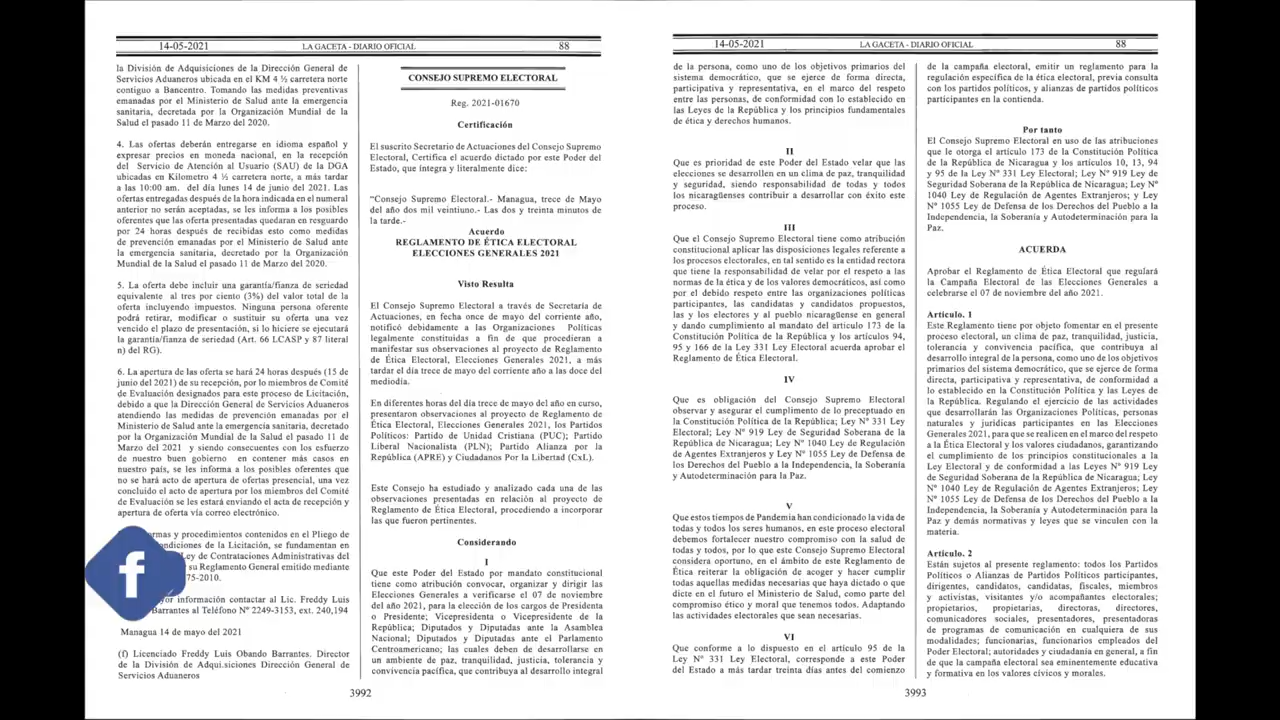 14-05-2021 LA GACETA - DIARIO OFICIAL 88
la División de Adquisiciones de la Dirección General de
Servicios Aduaneros ubicada en el KM 4 ½ carretera norte
contiguo a Bancentro. Tomando las medidas preventivas
emanadas por el Ministerio de Salud ante la emergencia
sanitaria, decretada por la Organización Mundial de la
Salud el pasado 11 de Marzo del 2020.
4. Las ofertas deberán entregarse en idioma español y
expresar precios en moneda nacional, en la recepción
del Servicio de Atención al Usuario (SAU) de la DGA
ubicadas en Kilometro 4 ½ carretera norte, a más tardar
a las 10:00 am. del día lunes 14 de junio del 2021. Las
ofertas entregadas después de la hora indicada en el numeral
anterior no serán aceptadas, se les informa a los posibles
oferentes que las oferta presentadas quedaran en resguardo
por 24 horas después de recibidas esto como medidas
de prevención emanadas por el Ministerio de Salud ante
la emergencia sanitaria, decretado por la Organización
Mundial de la Salud el pasado 11 de Marzo del 2020.
5. La oferta debe incluir una garantía/fianza de seriedad
equivalente al tres por ciento (3%) del valor total de la
oferta incluyendo impuestos. Ninguna persona oferente
podrá retirar, modificar o sustituir su oferta una vez
vencido el plazo de presentación, si lo hiciere se ejecutará
la garantía/fianza de seriedad (Art. 66 LCASP y 87 literal
n) del RG).
6. La apertura de las oferta se hará 24 horas después (15 de
junio del 2021) de su recepción, por lo miembros de Comité
de Evaluación designados para este proceso de Licitación,
debido a que la Dirección General de Servicios Aduaneros
atendiendo las medidas de prevención emanadas por el
Ministerio de Salud ante la emergencia sanitaria, decretado
por la Organización Mundial de la Salud el pasado 11 de
Marzo del 2021 y siendo consecuentes con los esfuerzo
de nuestro buen gobierno en contener más casos en
nuestro país, se les informa a los posibles oferentes que
no se hará acto de apertura de ofertas presencial, una vez
concluido el acto de apertura por los miembros del Comité
de Evaluación se les estará enviando el acta de recepción y
apertura de oferta vía correo electrónico.
rmas y procedimientos contenidos en el Pliego de
ondiciones de la Licitación, se fundamentan en
Ley de Contrataciones Administrativas del
su Reglamento General emitido mediante
75-2010.
yor información contactar al Lic. Freddy Luis
Barrantes al Teléfono N° 2249-3153, ext. 240,194
Managua 14 de mayo del 2021
(f) Licenciado Freddy Luis Obando Barrantes. Director
de la División de Adqui.siciones Dirección General de
Servicios Aduaneros
CONSEJO SUPREMO ELECTORAL
Reg. 2021-01670
Certificación
El suscrito Secretario de Actuaciones del Consejo Supremo
Electoral, Certifica el acuerdo dictado por este Poder del
Estado, que íntegra y literalmente dice:
“Consejo Supremo Electoral.- Managua, trece de Mayo
del año dos mil veintiuno.- Las dos y treinta minutos de
la tarde.-
Acuerdo
REGLAMENTO DE ÉTICA ELECTORAL
ELECCIONES GENERALES 2021
Visto Resulta
El Consejo Supremo Electoral a través de Secretaría de
Actuaciones, en fecha once de mayo del corriente año,
notificó debidamente a las Organizaciones Políticas
legalmente constituidas a fin de que procedieran a
manifestar sus observaciones al proyecto de Reglamento
de Ética Electoral, Elecciones Generales 2021, a más
tardar el día trece de mayo del corriente año a las doce del
mediodía.
En diferentes horas del día trece de mayo del año en curso,
presentaron observaciones al proyecto de Reglamento de
Ética Electoral, Elecciones Generales 2021, los Partidos
Políticos: Partido de Unidad Cristiana (PUC); Partido
Liberal Nacionalista (PLN); Partido Alianza por la
República (APRE) y Ciudadanos Por la Libertad (CxL).
Este Consejo ha estudiado y analizado cada una de las
observaciones presentadas en relación al proyecto de
Reglamento de Ética Electoral, procediendo a incorporar
las que fueron pertinentes.
Considerando
I
Que este Poder del Estado por mandato constitucional
tiene como atribución convocar, organizar y dirigir las
Elecciones Generales a verificarse el 07 de noviembre
del año 2021, para la elección de los cargos de Presidenta
o Presidente; Vicepresidenta o Vicepresidente de la
República; Diputados y Diputadas ante la Asamblea
Nacional; Diputados y Diputadas ante el Parlamento
Centroamericano; las cuales deben de desarrollarse en
un ambiente de paz, tranquilidad, justicia, tolerancia y
convivencia pacífica, que contribuya al desarrollo integral
3992
14-05-2021 LA GACETA - DIARIO OFICIAL 88
de la persona, como uno de los objetivos primarios del
sistema democrático, que se ejerce de forma directa,
participativa y representativa, en el marco del respeto
entre las personas, de conformidad con lo establecido en
las Leyes de la República y los principios fundamentales
de ética y derechos humanos.
II
Que es prioridad de este Poder del Estado velar que las
elecciones se desarrollen en un clima de paz, tranquilidad
y seguridad, siendo responsabilidad de todas y todos
los nicaragüenses contribuir a desarrollar con éxito este
proceso.
III
Que el Consejo Supremo Electoral tiene como atribución
constitucional aplicar las disposiciones legales referente a
los procesos electorales, en tal sentido es la entidad rectora
que tiene la responsabilidad de velar por el respeto a las
normas de la ética y de los valores democráticos, así como
por el debido respeto entre las organizaciones políticas
participantes, las candidatas y candidatos propuestos,
las y los electores y al pueblo nicaragüense en general
y dando cumplimiento al mandato del artículo 173 de la
Constitución Política de la República y los artículos 94,
95 y 166 de la Ley 331 Ley Electoral acuerda aprobar el
Reglamento de Ética Electoral.
IV
Que es obligación del Consejo Supremo Electoral
observar y asegurar el cumplimiento de lo preceptuado en
la Constitución Política de la República; Ley N° 331 Ley
Electoral; Ley N° 919 Ley de Seguridad Soberana de la
República de Nicaragua; Ley N° 1040 Ley de Regulación
de Agentes Extranjeros y Ley N° 1055 Ley de Defensa de
los Derechos del Pueblo a la Independencia, la Soberanía
y Autodeterminación para la Paz.
V
Que estos tiempos de Pandemia han condicionado la vida de
todas y todos los seres humanos, en este proceso electoral
debemos fortalecer nuestro compromiso con la salud de
todas y todos, por lo que este Consejo Supremo Electoral
considera oportuno, en el ámbito de este Reglamento de
Ética reiterar la obligación de acoger y hacer cumplir
todas aquellas medidas necesarias que haya dictado o que
dicte en el futuro el Ministerio de Salud, como parte del
compromiso ético y moral que tenemos todos. Adaptando
las actividades electorales que sean necesarias.
VI
Que conforme a lo dispuesto en el artículo 95 de la
Ley N° 331 Ley Electoral, corresponde a este Poder
del Estado a más tardar treinta días antes del comienzo
de la campaña electoral, emitir un reglamento para la
regulación específica de la ética electoral, previa consulta
con los partidos políticos, y alianzas de partidos políticos
participantes en la contienda.
Por tanto
El Consejo Supremo Electoral en uso de las atribuciones
que le otorga el artículo 173 de la Constitución Política
de la República de Nicaragua y los artículos 10, 13, 94
y 95 de la Ley N° 331 Ley Electoral; Ley N° 919 Ley de
Seguridad Soberana de la República de Nicaragua; Ley N°
1040 Ley de Regulación de Agentes Extranjeros; y Ley
N° 1055 Ley de Defensa de los Derechos del Pueblo a la
Independencia, la Soberanía y Autodeterminación para la
Paz.
ACUERDA
Aprobar el Reglamento de Ética Electoral que regulará
la Campaña Electoral de las Elecciones Generales a
celebrarse el 07 de noviembre del año 2021.
Artículo. 1
Este Reglamento tiene por objeto fomentar en el presente
proceso electoral, un clima de paz, tranquilidad, justicia,
tolerancia y convivencia pacífica, que contribuya al
desarrollo integral de la persona, como uno de los objetivos
primarios del sistema democrático, que se ejerce de forma
directa, participativa y representativa, de conformidad a
lo establecido en la Constitución Política y las Leyes de
la República. Regulando el ejercicio de las actividades
que desarrollarán las Organizaciones Políticas, personas
naturales y jurídicas participantes en las Elecciones
Generales 2021, para que se realicen en el marco del respeto
a la Ética Electoral y los valores ciudadanos, garantizando
el cumplimiento de los principios constitucionales a la
Ley Electoral y de conformidad a las Leyes N° 919 Ley
de Seguridad Soberana de la República de Nicaragua; Ley
N° 1040 Ley de Regulación de Agentes Extranjeros; Ley
N° 1055 Ley de Defensa de los Derechos del Pueblo a la
Independencia, la Soberanía y Autodeterminación para la
Paz y demás normativas y leyes que se vinculen con la
materia.
Artículo. 2
Están sujetos al presente reglamento: todos los Partidos
Políticos o Alianzas de Partidos Políticos participantes,
dirigentes, candidatas, candidatos, fiscales, miembros
y activistas, visitantes y/o acompañantes electorales;
propietarios, propietarias, directoras, directores,
comunicadores sociales, presentadores, presentadoras
de programas de comunicación en cualquiera de sus
modalidades; funcionarias, funcionarios empleados del
Poder Electoral; autoridades y ciudadanía en general, a fin
de que la campaña electoral sea eminentemente educativa
y formativa en los valores cívicos y morales.
3993